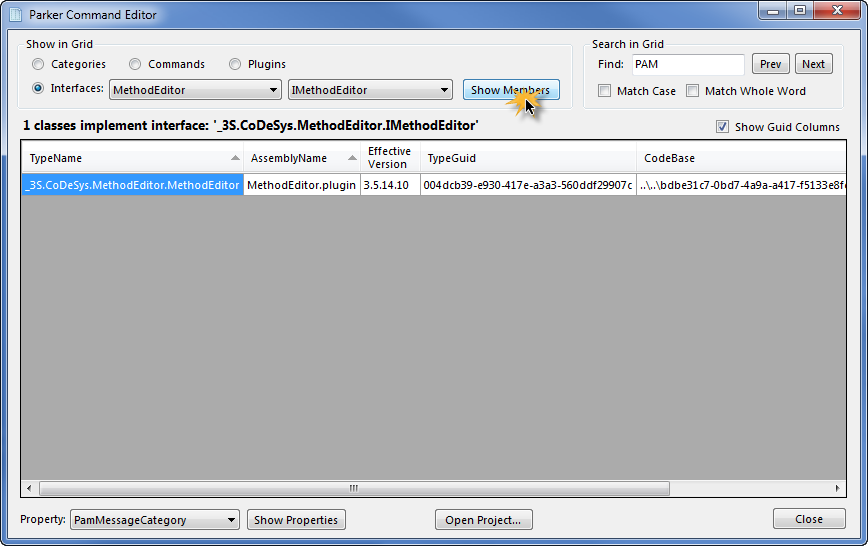 Parker Command Editor
Show in Grid
Categories
Commands
Plugins
Interfaces:
MethodEditor
IMethodEditor
Show Members
Search in Grid
Find:
PAM
Prev
Next
Match Case
Match Whole Word
1 classes implement interface: '_3S.CoDeSys.MethodEditor.IMethodEditor'
Show Guid Columns
TypeName
AssemblyName
Effective
Version
TypeGuid
CodeBase
_3S.CoDeSys.MethodEditor.MethodEditor
MethodEditor.plugin
3.5.14.10
004dcb39-e930-417e-a3a3-560ddf29907c
..\..\bdbe31c7-0bd7-4a9a-a417-f5133e8f
Property:
PamMessageCategory
Show Properties
Open Project...
Close